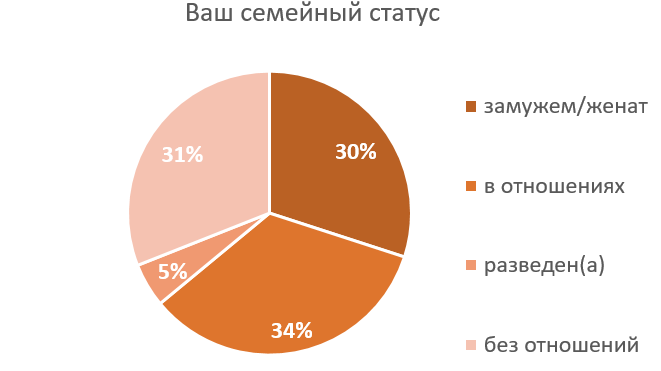 Ваш семейный статус
31%
30%
5%
34%
замужем/женат
в отношениях
разведен(а)
без отношений